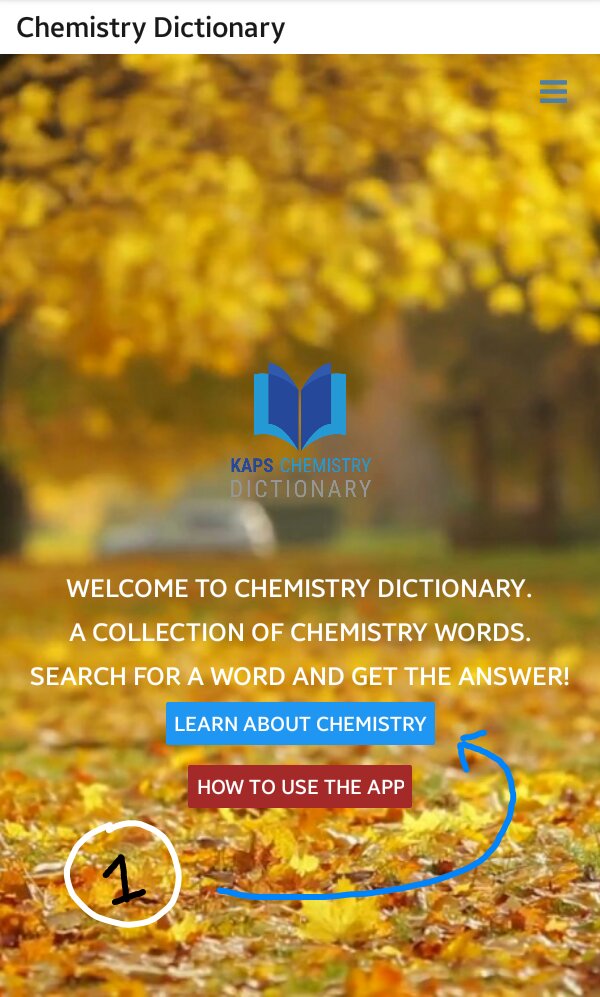 Chemistry Dictionary
KAPS CHEMISTRY
DICTIONARY
WELCOME TO CHEMISTRY DICTIONARY.
A COLLECTION OF CHEMISTRY WORDS.
SEARCH FOR A WORD AND GET THE ANSWER!
LEARN ABOUT CHEMISTRY
HOW TO USE THE APP
1